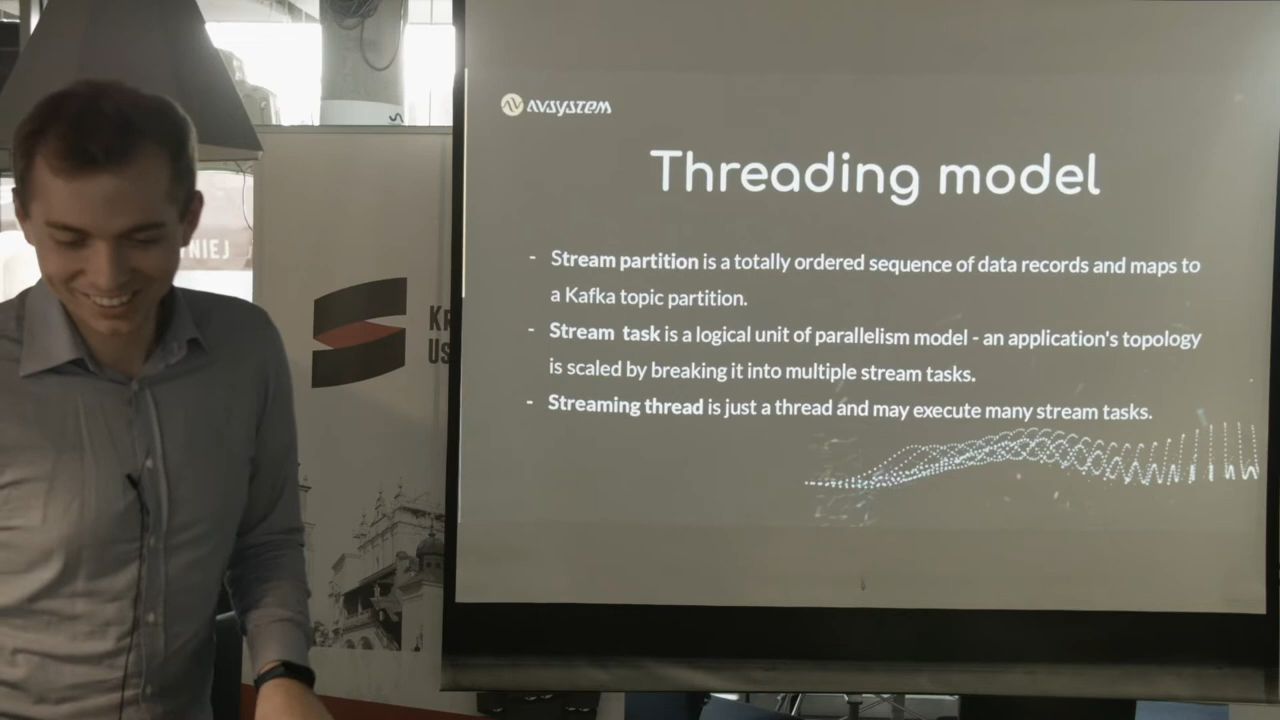 AVSYSTEM
Threading model
- Stream partition is a totally ordered sequence of data records and maps to
a Kafka topic partition.
- Stream task is a logical unit of parallelism model - an application's topology
is scaled by breaking it into multiple stream tasks.
- Streaming thread is just a thread and may execute many stream tasks.